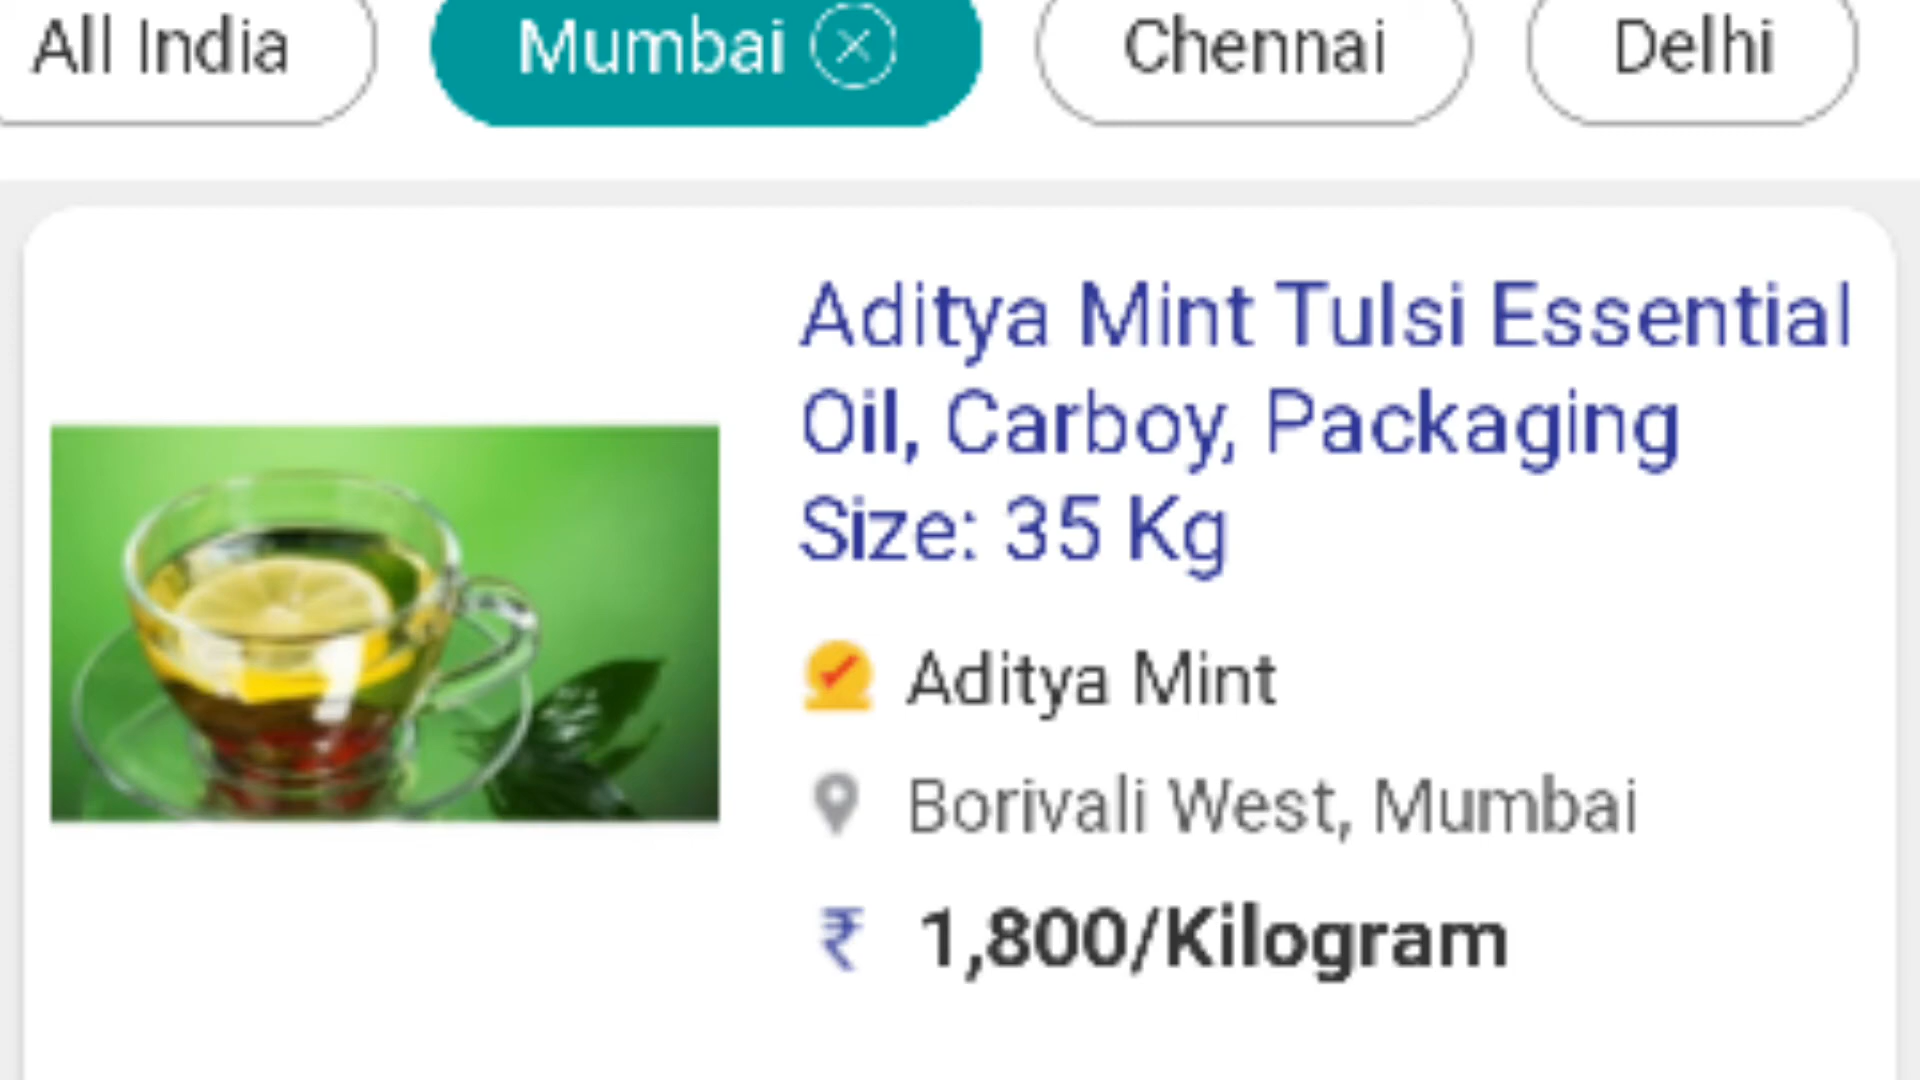 All India Mumbai Chennai Delhi
Aditya Mint Tulsi Essential
Oil, Carboy, Packaging
Size: 35 Kg
Aditya Mint
Borivali West, Mumbai
₹ 1,800/Kilogram